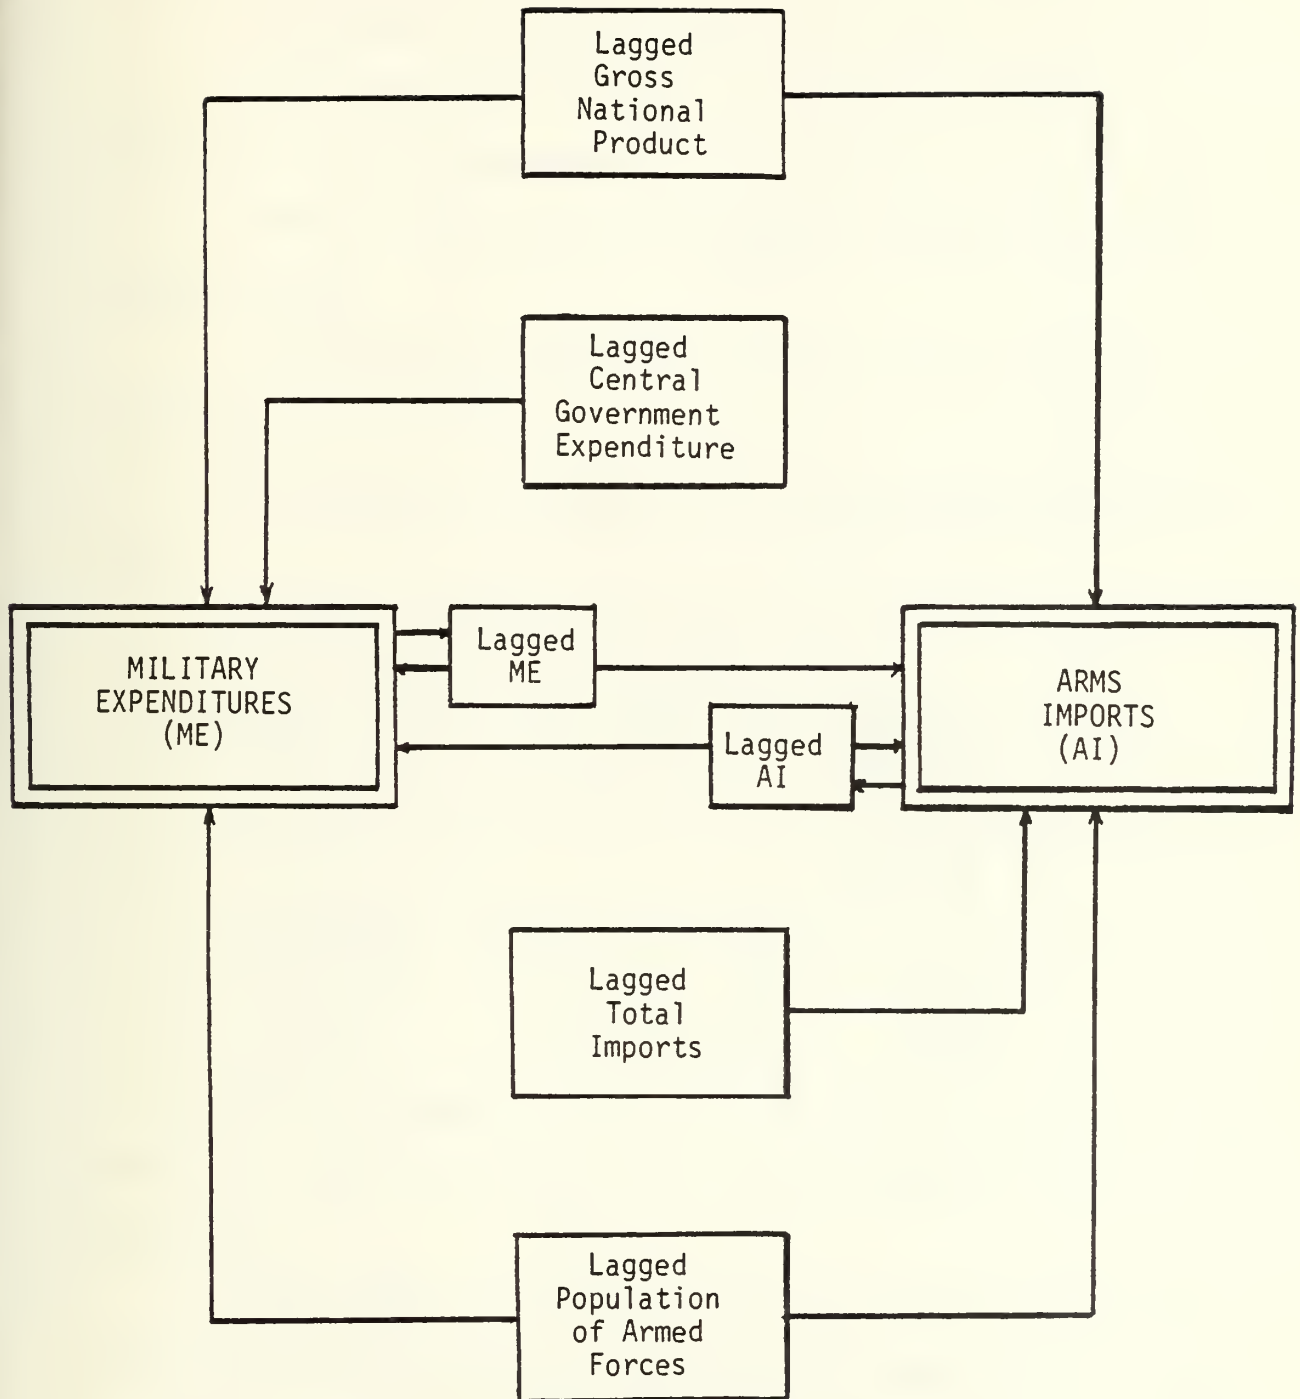 Lagged
Gross
National
Product
Lagged
Central
Government
Expenditure
MILITARY
EXPENDITURES
(ME)
Lagged
ME
Lagged
AI
ARMS
IMPORTS
(AI)
Lagged
Total
Imports
Lagged
Population
of Armed
Forces